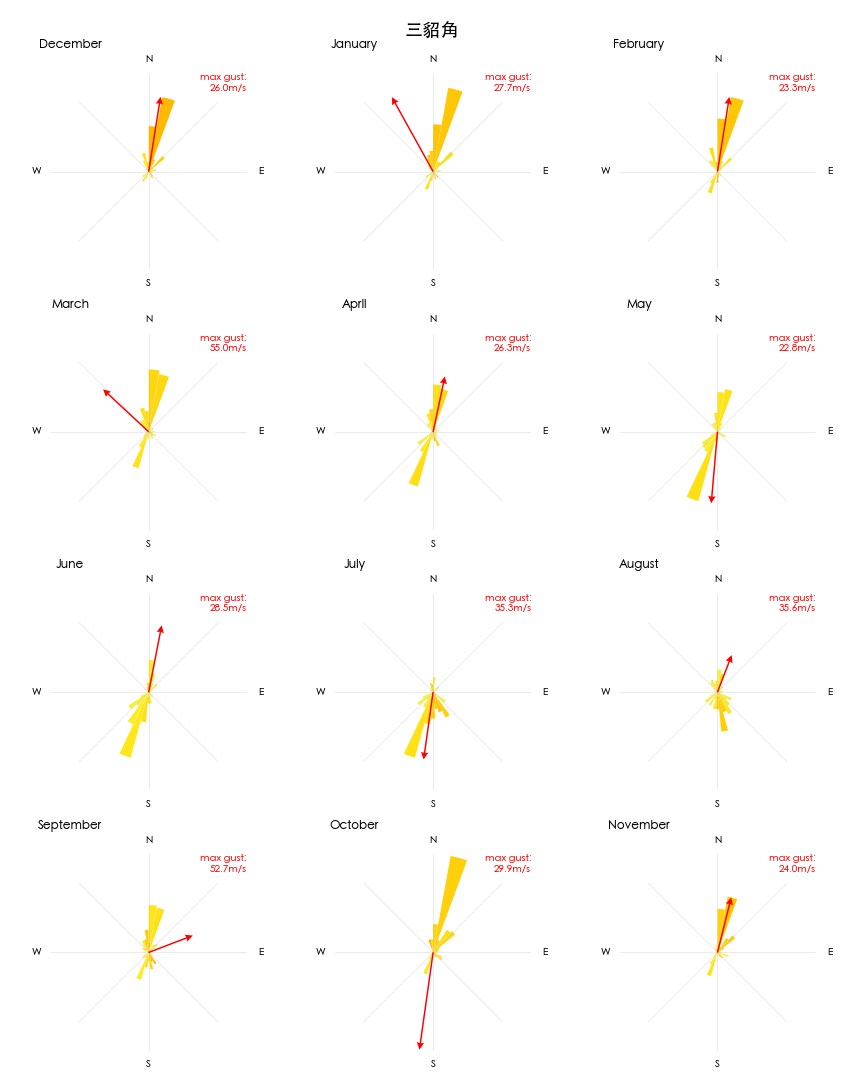 三貂角
December
N
max gust:
26.0m/s
W
E
S
January
N
max gust:
27.7m/s
W
E
S
February
N
max gust:
23.3m/s
W
E
S
March
N
max gust:
55.0m/s
W
E
S
April
N
max gust:
26.3m/s
W
E
S
May
N
max gust:
22.8m/s
W
E
S
June
N
max gust:
28.5m/s
W
E
S
July
N
max gust:
35.3m/s
W
E
S
August
N
max gust:
35.6m/s
W
E
S
September
N
max gust:
52.7m/s
W
E
S
October
N
max gust:
29.9m/s
W
E
S
November
N
max gust:
24.0m/s
W
E
S